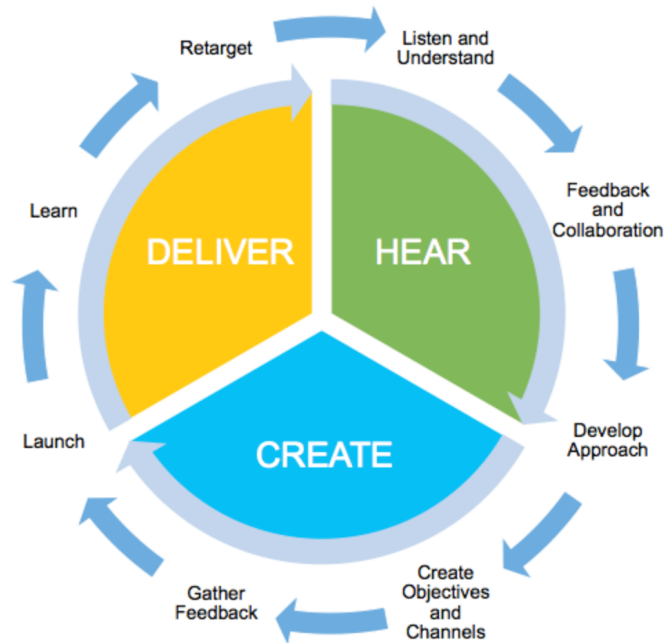 Retarget
Listen and
Understand
Feedback
and
Collaboration
Learn
DELIVER
HEAR
Launch
Develop
Approach
CREATE
Gather
Feedback
Create
Objectives
and
Channels